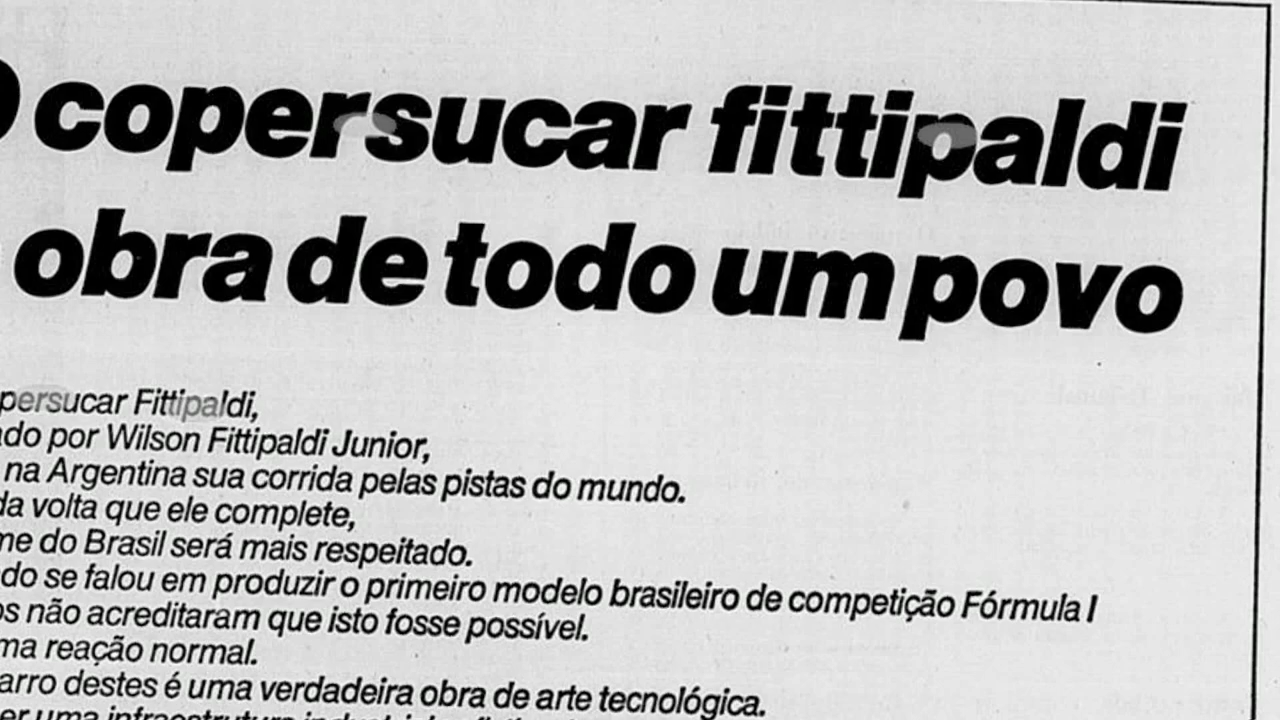 O copersucar fittipaldi
obra de todo um povo
persucar Fittipaldi,
ado por Wilson Fittipaldi Junior,
na Argentina sua corrida pelas pistas do mundo.
da volta que ele complete,
me do Brasil será mais respeitado.
do se falou em produzir o primeiro modelo brasileiro de competição Fórmula I
os não acreditaram que isto fosse possível.
ma reação normal.
arro destes é uma verdadeira obra de arte tecnológica.
er uma infraestrutura